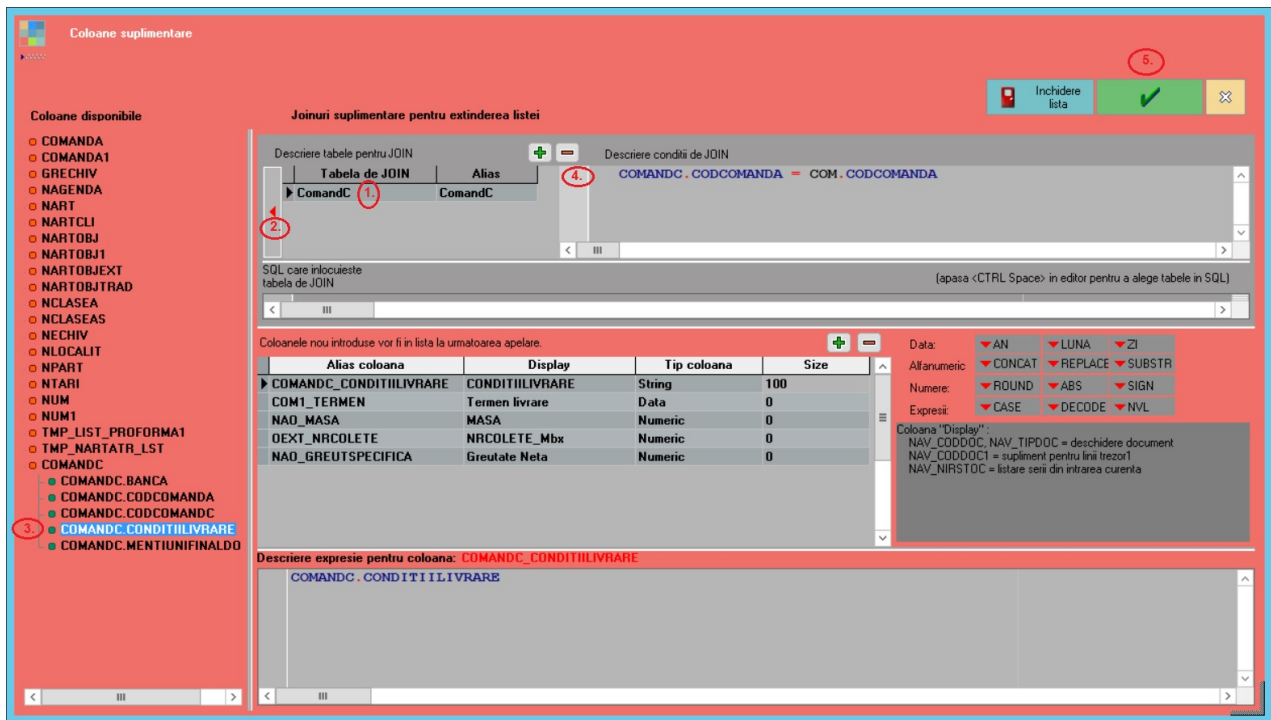 Coloane suplimentare
5.
Inchidere
lista
Coloane disponibile
Joinuri suplimentare pentru extinderea listei
COMANDA
COMANDA1
GRECHIV
NAGENDA
NART
NARTCLI
NARTOBJ
NARTOBJ1
NARTOBJEXT
NARTOBJTRAD
NCLASEA
NCLASEAS
NECHIV
NLOCALIT
NPART
NTARI
NUM
NUM1
TMP_LIST_PROFORMA1
TMP_NARTATR_LST
COMANDC
COMANDC.BANCA
COMANDC.CODCOMANDA
COMANDC.CODCOMANDC
3. COMANDC.CONDITIILIVRARE
COMANDC.MENTIUNIFINALDO
Descriere tabele pentru JOIN
Tabela de JOIN Alias
ComandC 1. ComandC
2.
Descriere conditii de JOIN
4. COMANDC.CODCOMANDA = COM.CODCOMANDA
SQL care inlocuieste
tabela de JOIN
(apasa <CTRL Space> in editor pentru a alege tabele in SQL)
Coloanele nou introduse vor fi in lista la urmatoarea apelare.
Alias coloana Display Tip coloana Size
COMANDC_CONDITIILIVRARE CONDITIILIVRARE String 100
COM1_TERMEN Termen livrare Data 0
NAO_MASA MASA Numeric 0
OEXT_NRCOLETE NRCOLETE_Mbx Numeric 0
NAO_GREUTSPECIFICA Greutate Neta Numeric 0
Data: AN LUNA ZI
Alfanumeric CONCAT REPLACE SUBSTR
Numere: ROUND ABS SIGN
Expresii: CASE DECODE NVL
Coloana "Display" :
NAV_CODDOC, NAV_TIPDOC = deschidere document
NAV_CODDOC1 = supliment pentru linii trezor1
NAV_NIRSTOC = listare serii din intrarea curenta
Descriere expresie pentru coloana: COMANDC_CONDITIILIVRARE
COMANDC.CONDITIILIVRARE